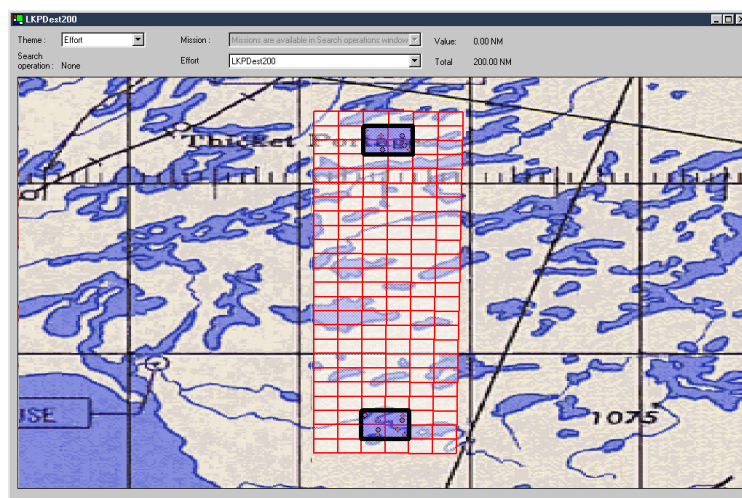 LKPDest200
Theme : Effort Mission : Missions are available in Search operations window Value: 0.00 NM
Search operation : None Effort LKPDest200 Total 200.00 NM
Thicket Portage
USE
1075